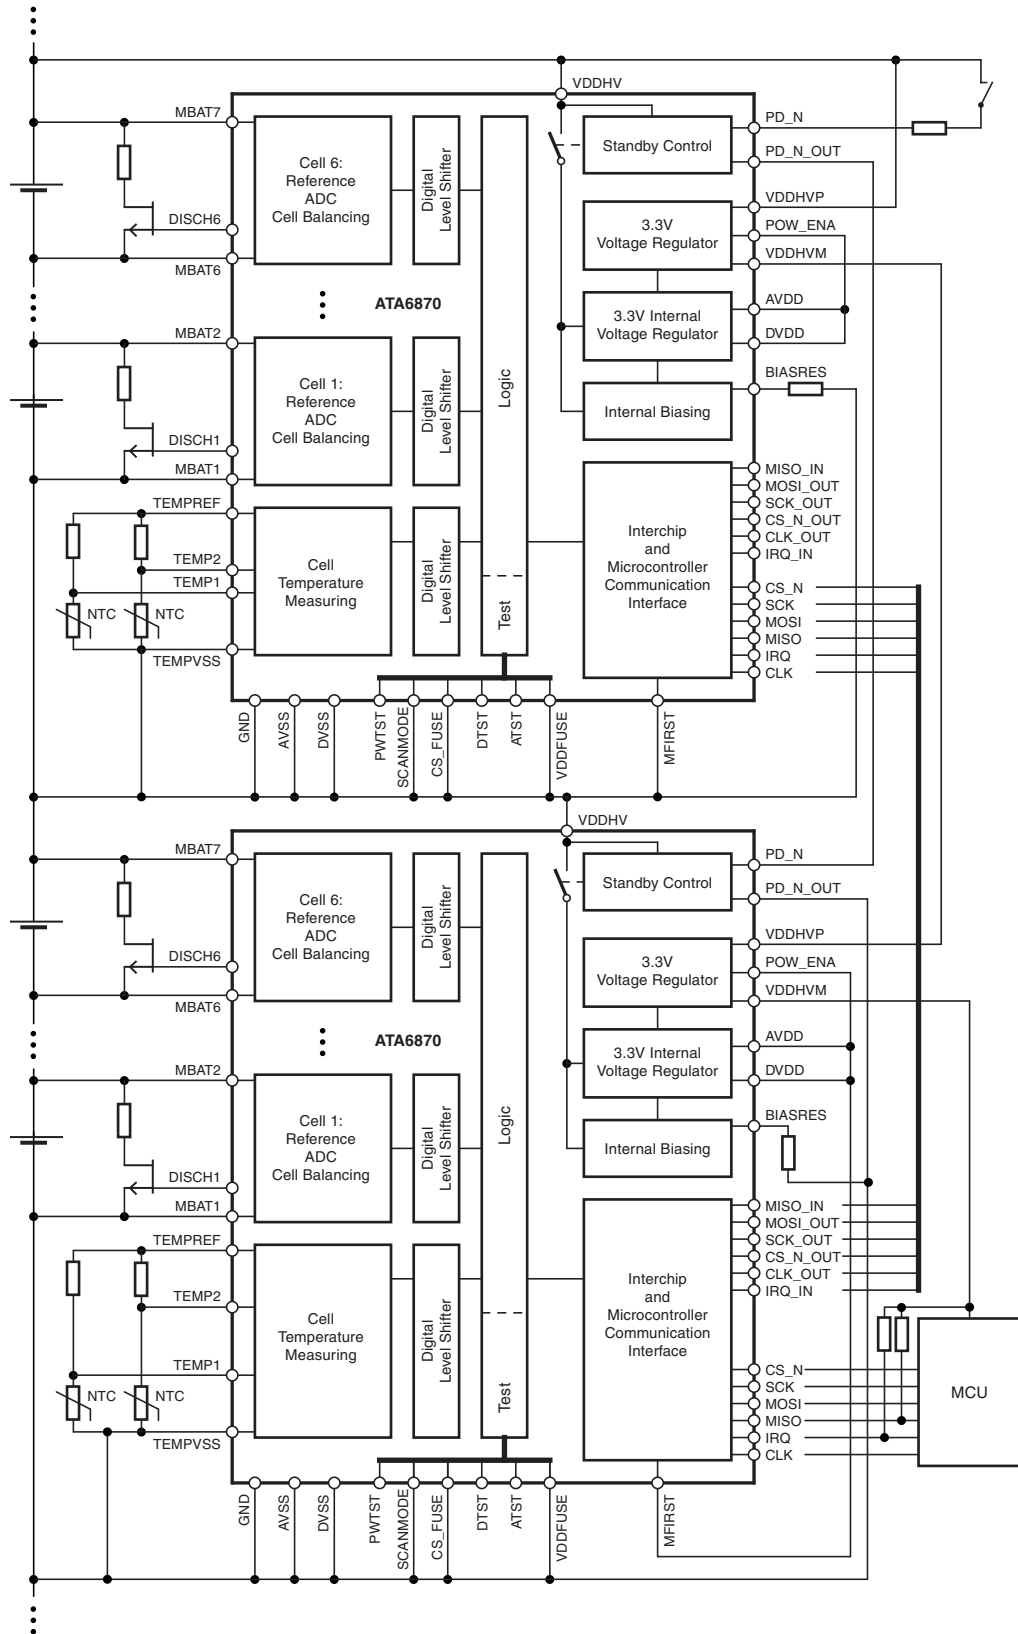 VDDHV
MBAT7
DISCH6
MBAT6
MBAT2
DISCH1
MBAT1
TEMPREF
TEMP2
TEMP1
NTC
NTC
TEMPVSS
Cell 6:
Reference
ADC
Cell Balancing
Digital
Level Shifter
ATA6870
Cell 1:
Reference
ADC
Cell Balancing
Digital
Level Shifter
Cell
Temperature
Measuring
Digital
Level Shifter
Logic
Test
Standby Control
3.3V
Voltage Regulator
3.3V Internal
Voltage Regulator
Internal Biasing
Interchip
and
Microcontroller
Communication
Interface
PD_N
PD_N_OUT
VDDHVP
POW_ENA
VDDHVM
AVDD
DVDD
BIASRES
MISO_IN
MOSI_OUT
SCK_OUT
CS_N_OUT
CLK_OUT
IRQ_IN
CS_N
SCK
MOSI
MISO
IRQ
CLK
GND
AVSS
DVSS
PWTST
SCANMODE
CS_FUSE
DTST
ATST
VDDFUSE
MFIRST
VDDHV
MBAT7
DISCH6
MBAT6
MBAT2
DISCH1
MBAT1
TEMPREF
TEMP2
TEMP1
NTC
NTC
TEMPVSS
Cell 6:
Reference
ADC
Cell Balancing
Digital
Level Shifter
ATA6870
Cell 1:
Reference
ADC
Cell Balancing
Digital
Level Shifter
Cell
Temperature
Measuring
Digital
Level Shifter
Logic
Test
Standby Control
3.3V
Voltage Regulator
3.3V Internal
Voltage Regulator
Internal Biasing
Interchip
and
Microcontroller
Communication
Interface
PD_N
PD_N_OUT
VDDHVP
POW_ENA
VDDHVM
AVDD
DVDD
BIASRES
MISO_IN
MOSI_OUT
SCK_OUT
CS_N_OUT
CLK_OUT
IRQ_IN
CS_N
SCK
MOSI
MISO
IRQ
CLK
MCU
GND
AVSS
DVSS
PWTST
SCANMODE
CS_FUSE
DTST
ATST
VDDFUSE
MFIRST